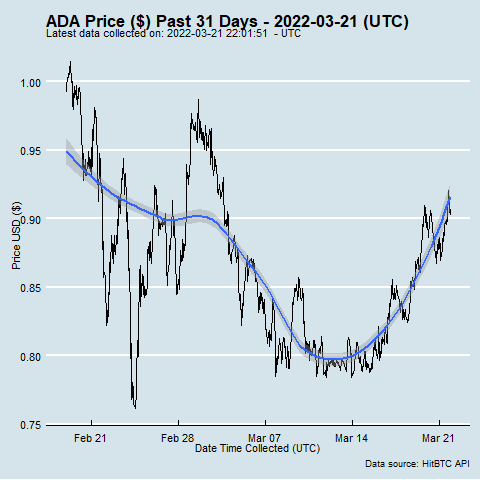 ADA Price ($) Past 31 Days - 2022-03-21 (UTC)
Latest data collected on: 2022-03-21 22:01:51 - UTC
1.00
0.95
0.90
0.85
0.80
0.75
Price USD ($)
Feb 21
Feb 28
Mar 07
Mar 14
Mar 21
Date Time Collected (UTC)
Data source: HitBTC API